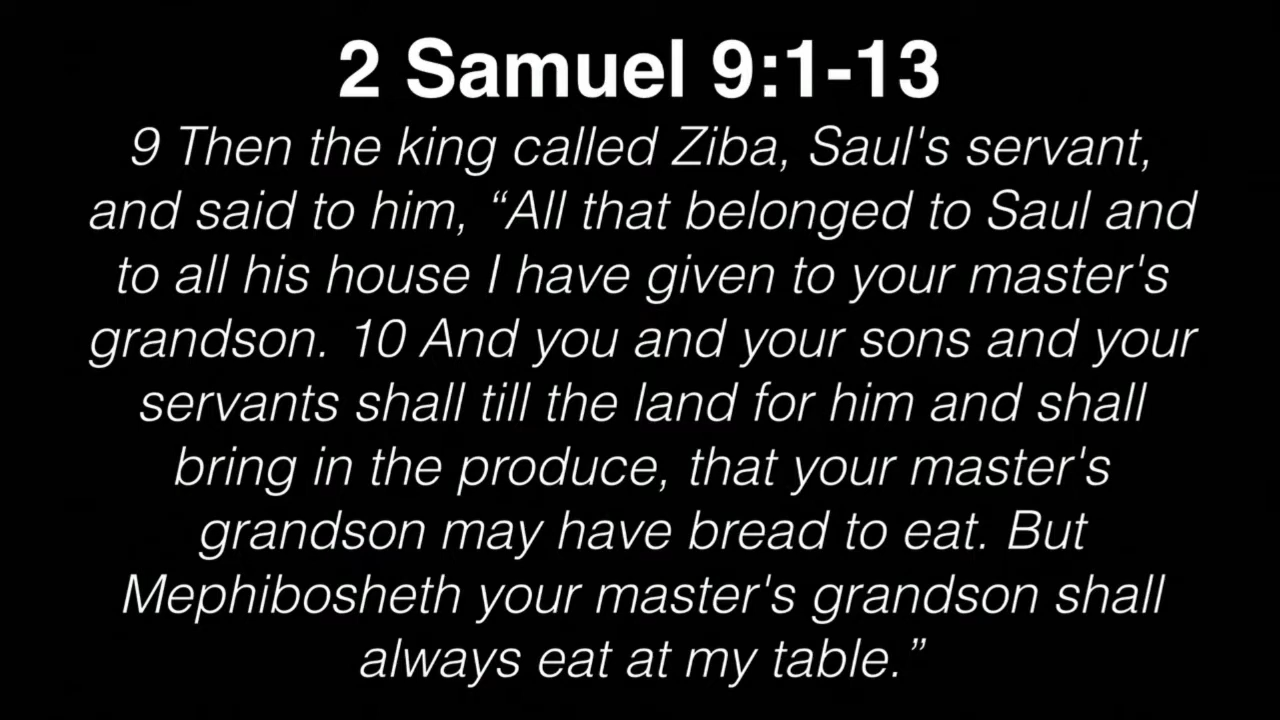 2 Samuel 9:1-13
9 Then the king called Ziba, Saul's servant,
and said to him, “All that belonged to Saul and
to all his house I have given to your master's
grandson. 10 And you and your sons and your
servants shall till the land for him and shall
bring in the produce, that your master's
grandson may have bread to eat. But
Mephibosheth your master's grandson shall
always eat at my table.”